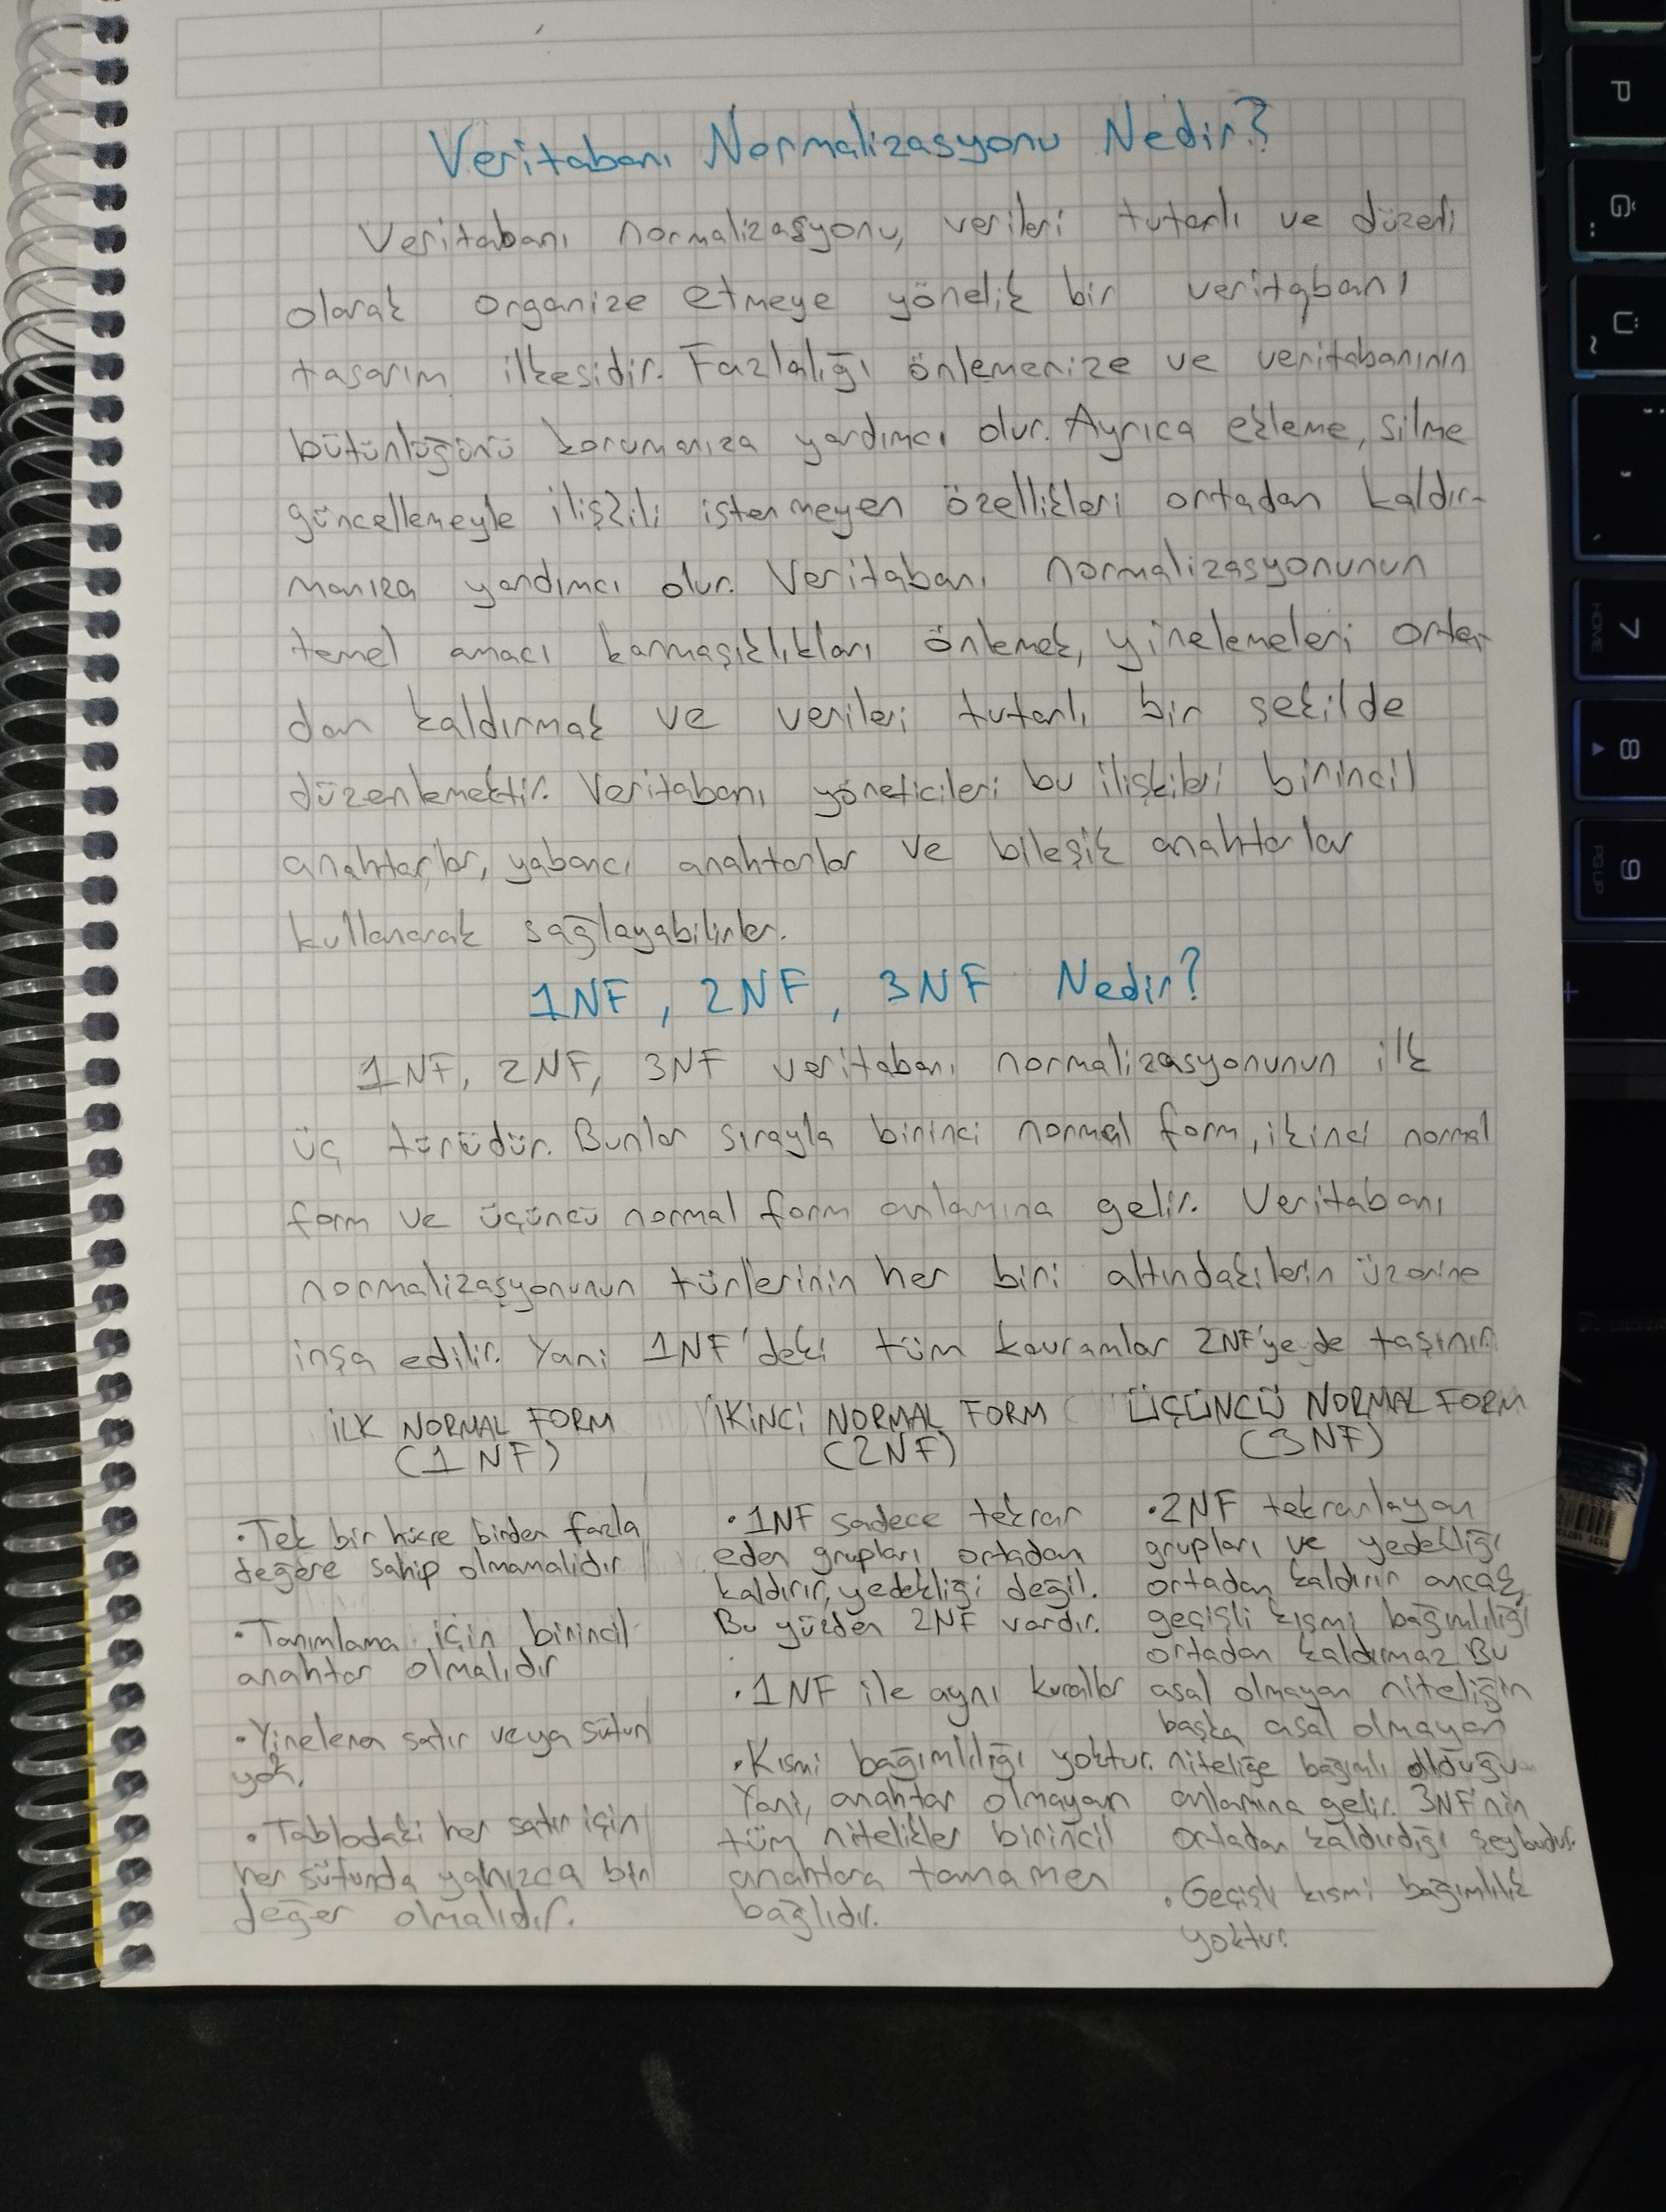 Veritabanı Normalizasyonu Nedir?
Veritabanı normalizasyonu, verileri tutarlı ve düzenli
olarak organize etmeye yönelik bir veritabanı
tasarım ilkesidir. Fazlalığı önlemenize ve veritabanının
bütünlüğünü korumanıza yardımcı olur. Ayrıca ekleme, silme
güncellemeyle ilişkili istenmeyen özellikleri ortadan kaldır-
manıza yardımcı olur. Veritabanı normalizasyonunun
temel amacı karmaşıklıkları önlemek, yinelemeleri orta-
dan kaldırmak ve verileri tutarlı bir şekilde
düzenlemektir. Veritabanı yöneticileri bu ilişkileri birincil
anahtarlar, yabancı anahtarlar ve bileşik anahtarlar
kullanarak sağlayabilirler.
1NF, 2NF, 3NF Nedir?
1NF, 2NF, 3NF veritabanı normalizasyonunun ilk
üç türüdür. Bunlar sırayla birinci normal form, ikinci normal
form ve üçüncü normal form anlamına gelir. Veritabanı
normalizasyonunun türlerinin her biri altındakilerin üzerine
inşa edilir. Yani 1NF'deki tüm kavramlar 2NF'ye de taşınır.
İLK NORMAL FORM
(1NF)
• Tek bir hücre birden fazla
değere sahip olmamalıdır
• Tanımlama için birincil
anahtar olmalıdır
• Yinelenen satır veya sütun
yok.
• Tablodaki her satır için
her sütunda yalnızca bir
değer olmalıdır.
İKİNCİ NORMAL FORM
(2NF)
• 1NF sadece tekrar
eden grupları ortadan
kaldırır, yedekliği değil.
Bu yüzden 2NF vardır.
• 1NF ile aynı kurallar
• Kısmi bağımlılığı yoktur.
Yani, anahtar olmayan
tüm nitelikler birincil
anahtara tamamen
bağlıdır.
ÜÇÜNCÜ NORMAL FORM
(3NF)
• 2NF tekrarlayan
grupları ve yedekliği
ortadan kaldırır ancak,
geçişli kısmi bağımlılığı
ortadan kaldırmaz Bu
asal olmayan niteliğin
başka asal olmayan
niteliğe bağımlı olduğu
anlamına gelir. 3NF'nin
ortadan kaldırdığı şey budur.
• Geçişli kısmi bağımlılık
yoktur.
P
Ğ
Ü
~
;
,
7
HOME
8
9
PG UP
+